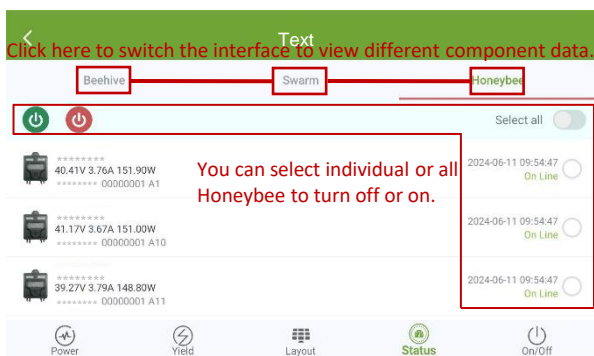 Text
Click here to switch the interface to view different component data.
Beehive Swarm Honeybee
Select all
********
40.41V 3.76A 151.90W
******** 00000001 A1
2024-06-11 09:54:47
On Line
You can select individual or all
Honeybee to turn off or on.
********
41.17V 3.67A 151.00W
******** 00000001 A10
2024-06-11 09:54:47
On Line
********
39.27V 3.79A 148.80W
******** 00000001 A11
2024-06-11 09:54:47
On Line
Power Yield Layout Status On/Off